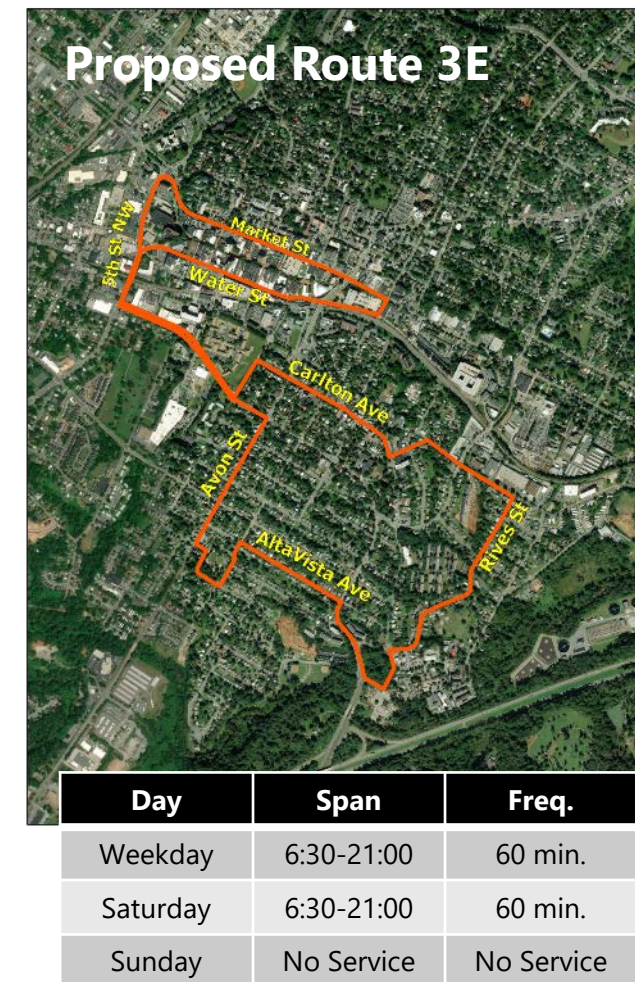 Proposed Route 3E
5th St. NW
Market St
Water St
Carlton Ave
Avon St
AltaVista Ave
Rives St
Day Span Freq.
Weekday 6:30-21:00 60 min.
Saturday 6:30-21:00 60 min.
Sunday No Service No Service